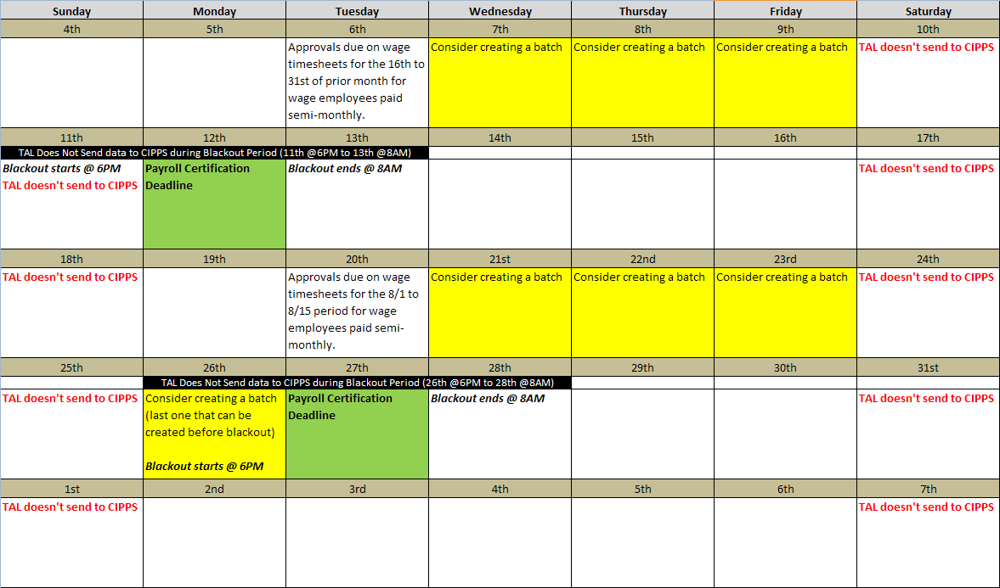 Sunday Monday Tuesday Wednesday Thursday Friday Saturday
4th 5th 6th 7th 8th 9th 10th
Approvals due on wage timesheets for the 16th to 31st of prior month for wage employees paid semi-monthly.
Consider creating a batch
Consider creating a batch
Consider creating a batch
TAL doesn't send to CIPPS
11th 12th 13th 14th 15th 16th 17th
TAL Does Not Send data to CIPPS during Blackout Period (11th @6PM to 13th @8AM)
Blackout starts @ 6PM
TAL doesn't send to CIPPS
Payroll Certification
Deadline
Blackout ends @ 8AM
TAL doesn't send to CIPPS
18th 19th 20th 21st 22nd 23rd 24th
TAL doesn't send to CIPPS
Approvals due on wage
timesheets for the 8/1 to
8/15 period for wage
employees paid semi-
monthly.
Consider creating a batch
Consider creating a batch
Consider creating a batch
TAL doesn't send to CIPPS
25th 26th 27th 28th 29th 30th 31st
TAL Does Not Send data to CIPPS during Blackout Period (26th @6PM to 28th @8AM)
TAL doesn't send to CIPPS
Consider creating a batch
(last one that can be
created before blackout)
Blackout starts @ 6PM
Payroll Certification
Deadline
Blackout ends @ 8AM
TAL doesn't send to CIPPS
1st 2nd 3rd 4th 5th 6th 7th
TAL doesn't send to CIPPS
TAL doesn't send to CIPPS